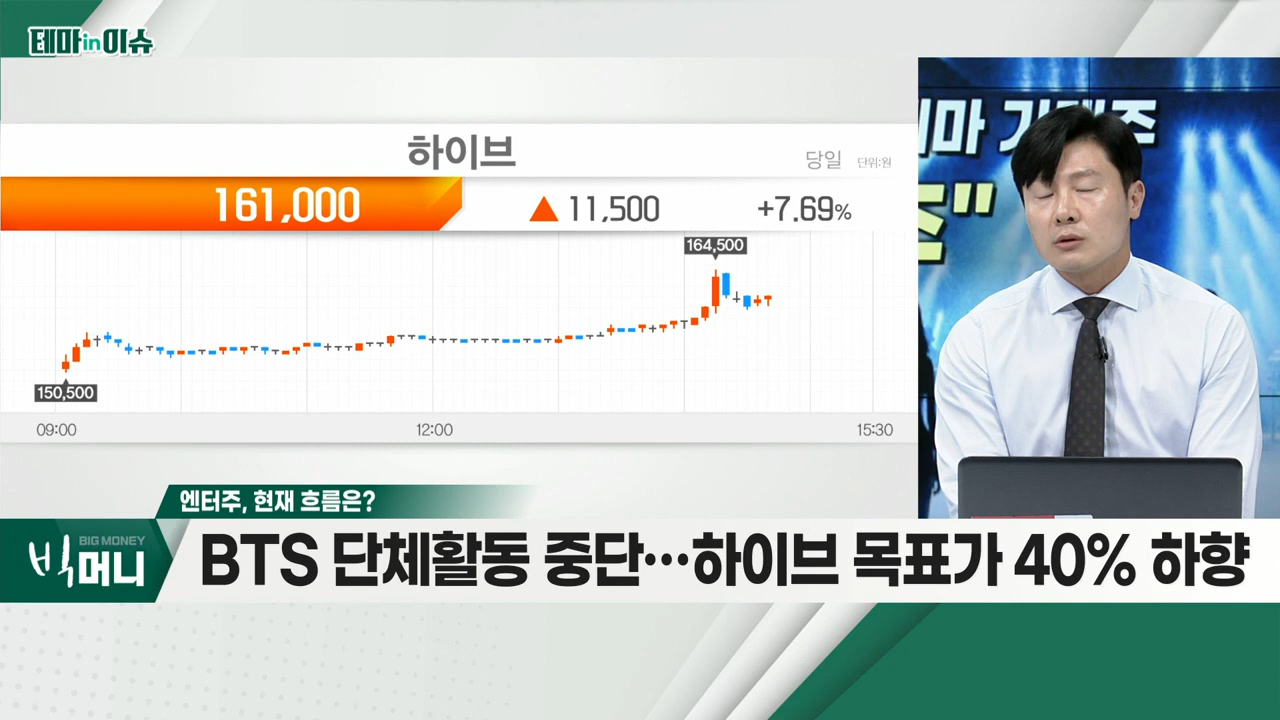 테마in이슈
하이브
당일 단위:원
161,000 ▲ 11,500 +7.69%
164,500
150,500
09:00 12:00 15:30
엔터주, 현재 흐름은?
BIG MONEY
빅머니
BTS 단체활동 중단…하이브 목표가 40% 하향